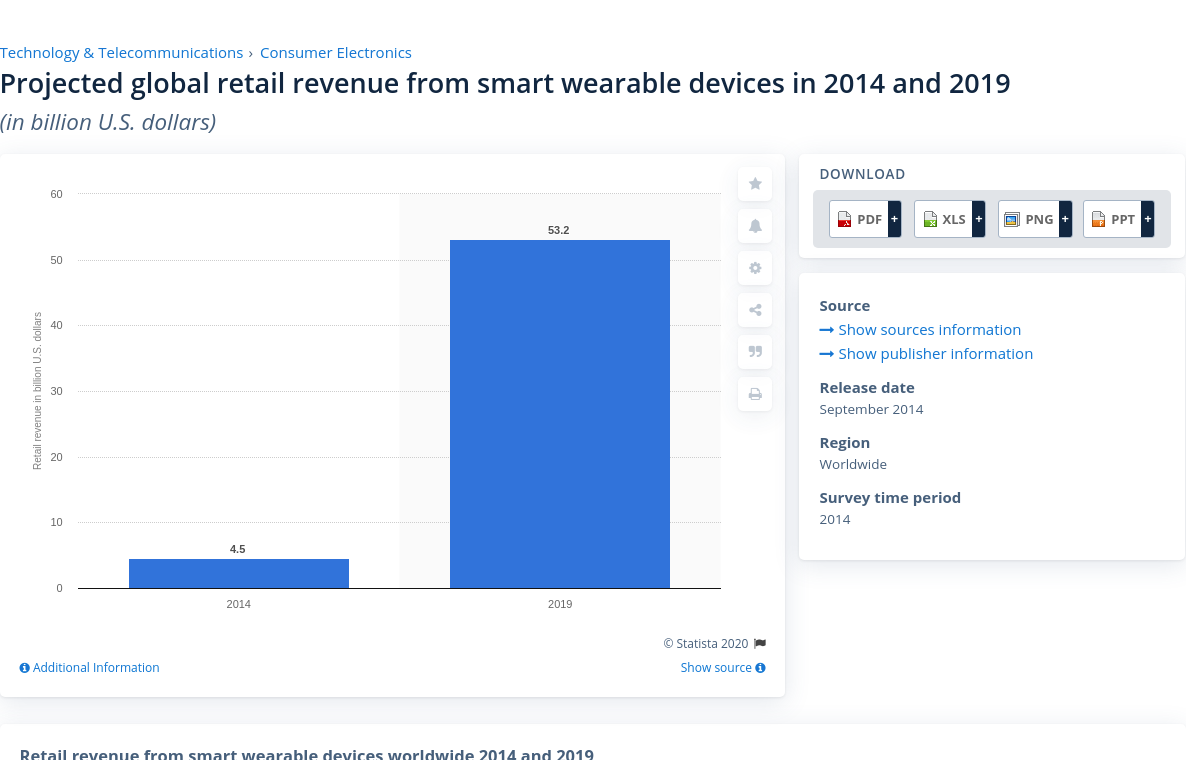 Technology & Telecommunications › Consumer Electronics
Projected global retail revenue from smart wearable devices in 2014 and 2019
(in billion U.S. dollars)
60
50
40
30
20
10
0
Retail revenue in billion U.S. dollars
4.5
53.2
2014
2019
© Statista 2020
Additional Information
Show source
DOWNLOAD
PDF +
XLS +
PNG +
PPT +
Source
Show sources information
Show publisher information
Release date
September 2014
Region
Worldwide
Survey time period
2014
Retail revenue from smart wearable devices worldwide 2014 and 2019